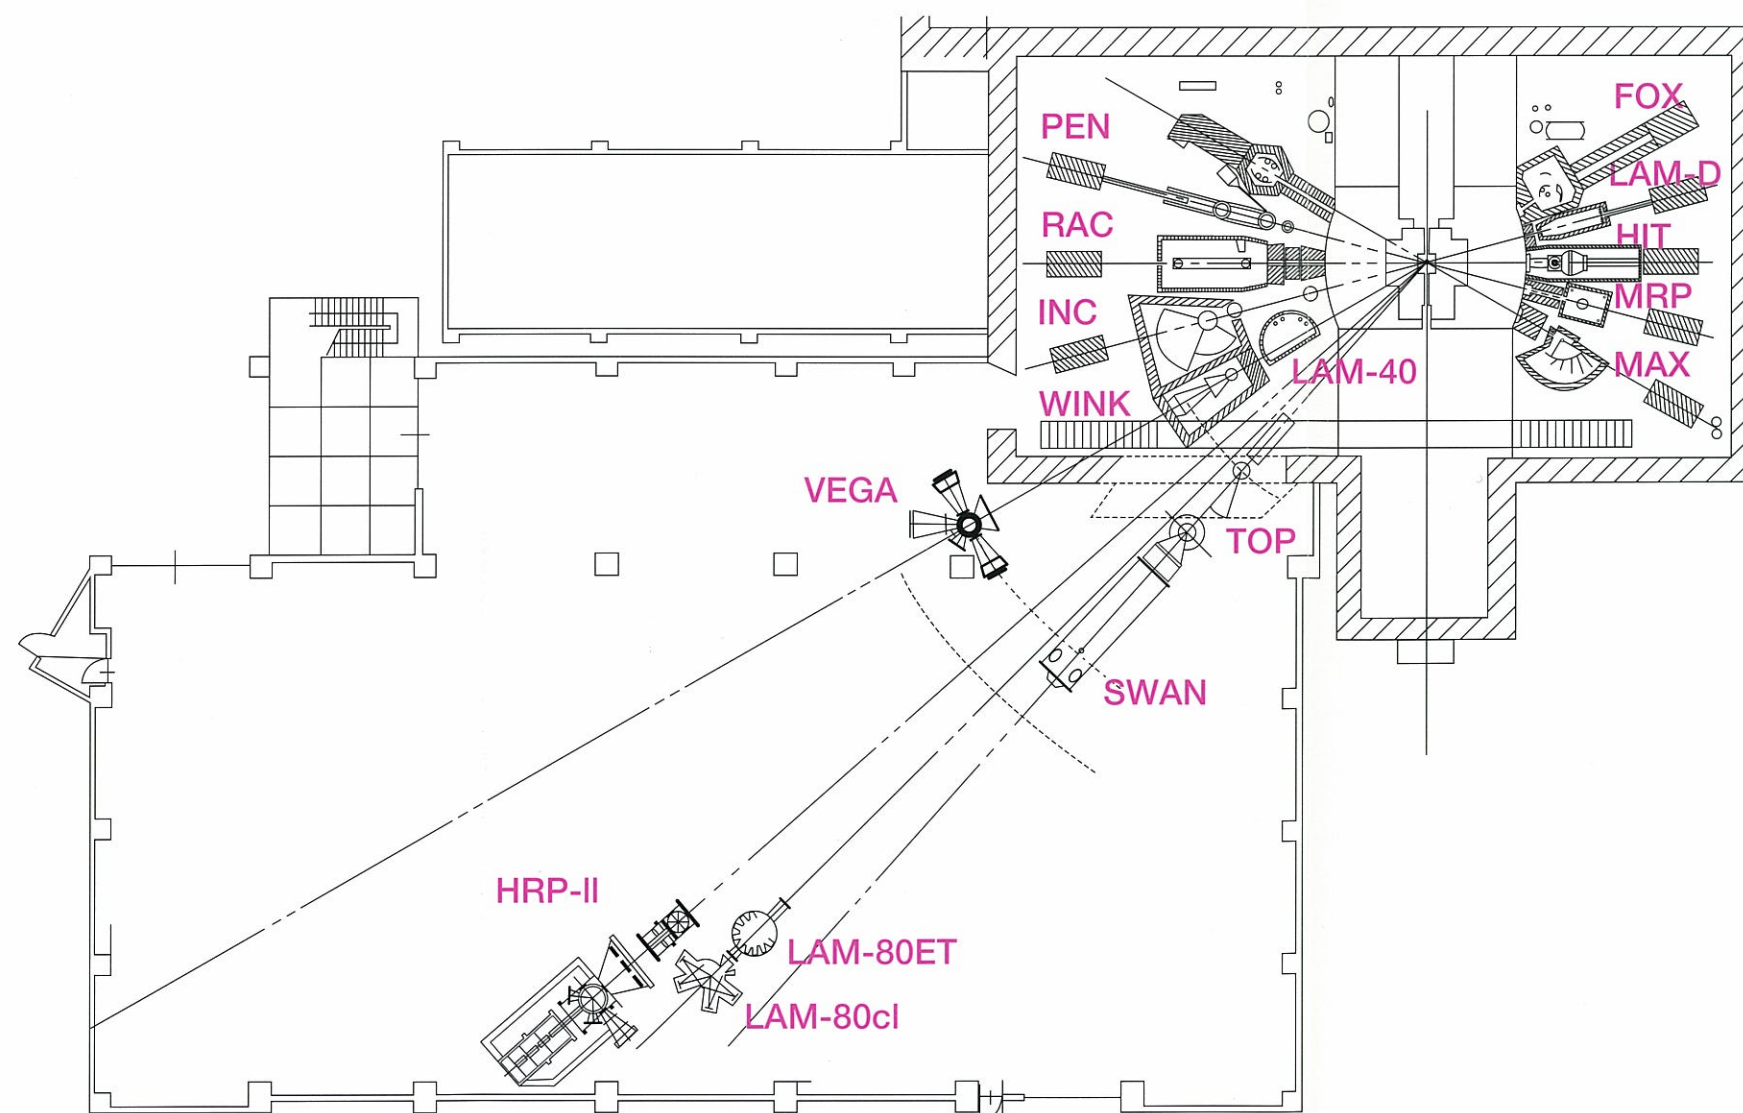 FOX
PEN
LAM-D
RAC
HIT
MRP
INC
MAX
LAM-40
WINK
VEGA
TOP
SWAN
HRP-II
LAM-80ET
LAM-80cl